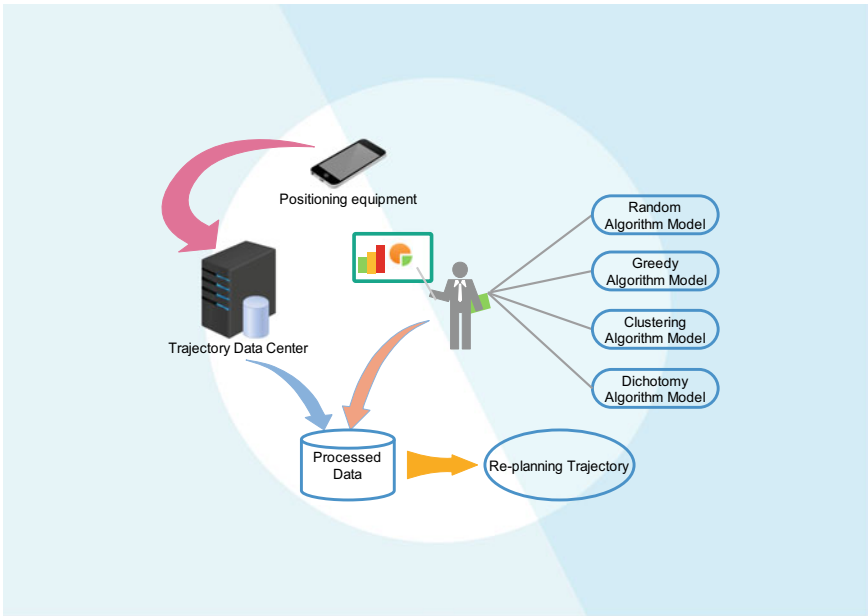 Positioning equipment
Trajectory Data Center
Random
Algorithm Model
Greedy
Algorithm Model
Clustering
Algorithm Model
Dichotomy
Algorithm Model
Processed
Data
Re-planning Trajectory